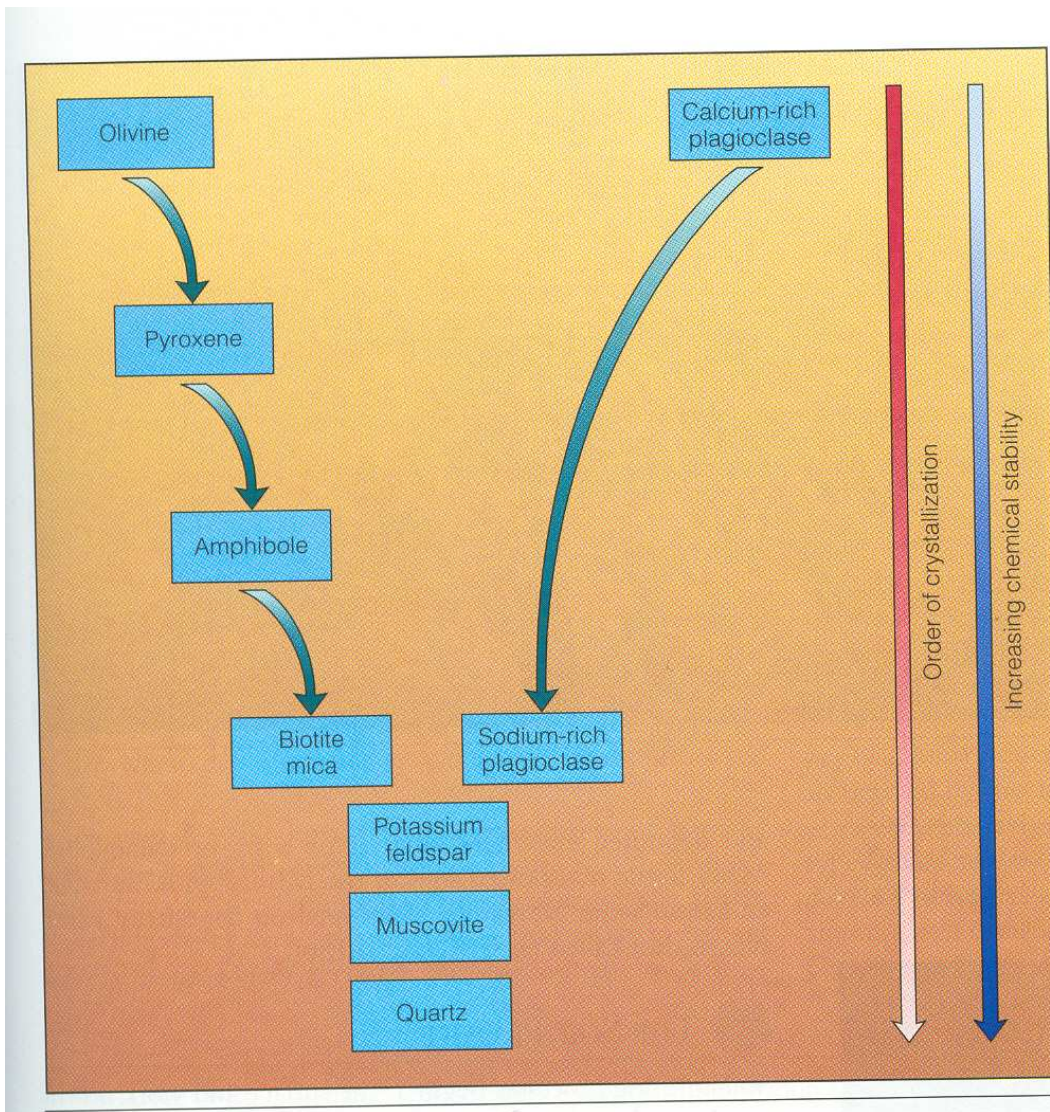 Olivine
Calcium-rich
plagioclase
Pyroxene
Amphibole
Biotite
mica
Sodium-rich
plagioclase
Potassium
feldspar
Muscovite
Quartz
Order of crystallization
Increasing chemical stability